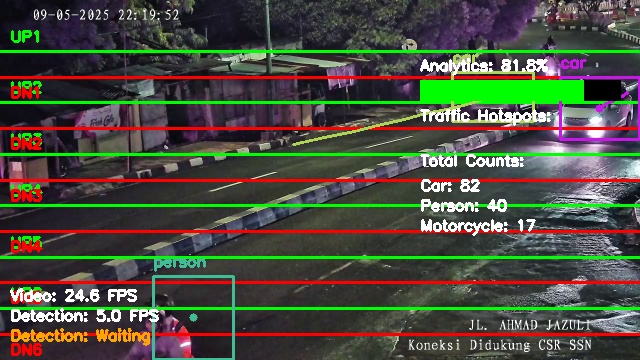 09-05-2025 22:19:52
UP1
car
Analytics: 81.8%
car
DN1
Traffic Hotspots:
DN2
Total Counts:
Car: 82
DN3
Person: 40
Motorcycle: 17
DN4
person
Video: 24.6 FPS
Detection: 5.0 FPS
Detection: Waiting
DN6
JL. AHMAD JAZULI
Koneksi Didukung CSR SSN